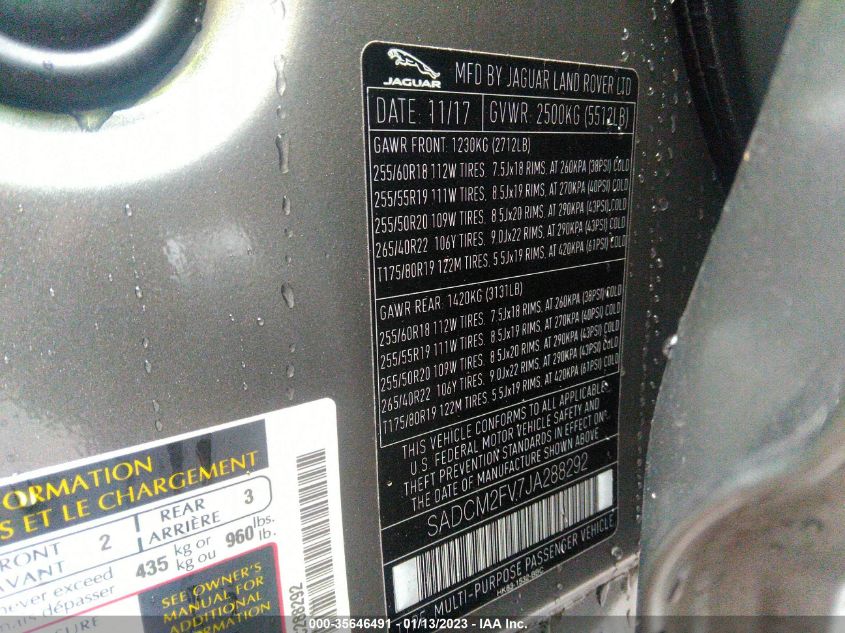 JAGUAR
MFD BY JAGUAR LAND ROVER LTD
DATE: 11/17 GVWR: 2500KG (5512LB)
GAWR FRONT: 1230KG (2712LB)
255/60R18 112W TIRES, 7.5Jx18 RIMS, AT 260KPA (38PSI) COLD
255/55R19 111W TIRES, 8.5Jx19 RIMS, AT 270KPA (40PSI) COLD
255/50R20 109W TIRES, 8.5Jx20 RIMS, AT 290KPA (43PSI) COLD
265/40R22 106Y TIRES, 9.0Jx22 RIMS, AT 290KPA (43PSI) COLD
T175/80R19 122M TIRES, 5.5Jx19 RIMS, AT 420KPA (61PSI) COLD
GAWR REAR: 1420KG (3131LB)
255/60R18 112W TIRES, 7.5Jx18 RIMS, AT 260KPA (38PSI) COLD
255/55R19 111W TIRES, 8.5Jx19 RIMS, AT 270KPA (40PSI) COLD
255/50R20 109W TIRES, 8.5Jx20 RIMS, AT 290KPA (43PSI) COLD
265/40R22 106Y TIRES, 9.0Jx22 RIMS, AT 290KPA (43PSI) COLD
T175/80R19 122M TIRES, 5.5Jx19 RIMS, AT 420KPA (61PSI) COLD
THIS VEHICLE CONFORMS TO ALL APPLICABLE
U.S. FEDERAL MOTOR VEHICLE SAFETY AND
THEFT PREVENTION STANDARDS IN EFFECT ON
THE DATE OF MANUFACTURE SHOWN ABOVE
SADCM2FV7JA288292
MULTI-PURPOSE PASSENGER VEHICLE
ORMATION
S ET LE CHARGEMENT
FRONT 2 REAR 3
AVANT ARRIÈRE
never exceed 435 kg or 960 lbs.
ais dépasser kg ou lb.
SEE OWNER'S
MANUAL FOR
ADDITIONAL
INFORMATION
000-35646491 - 01/13/2023 - IAA Inc.